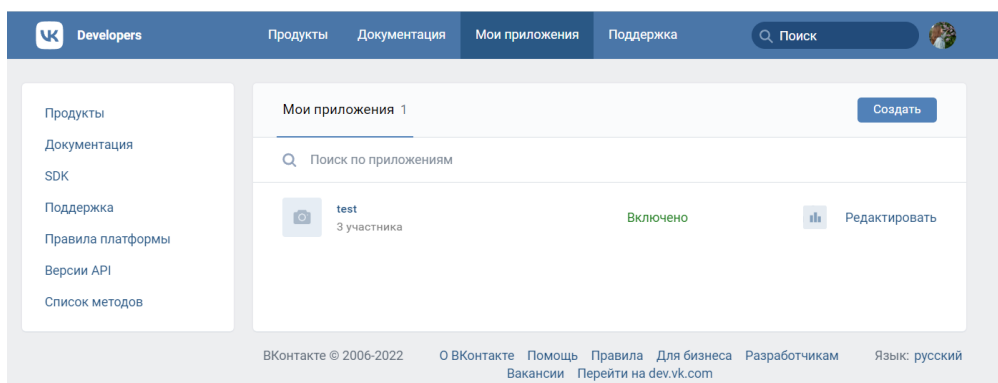 Developers Продукты Документация Мои приложения Поддержка Поиск
Продукты
Документация
SDK
Поддержка
Правила платформы
Версии API
Список методов
Мои приложения 1 Создать
Поиск по приложениям
test
3 участника
Включено Редактировать
ВКонтакте © 2006-2022 О ВКонтакте Помощь Правила Для бизнеса Разработчикам Язык: русский
Вакансии Перейти на dev.vk.com